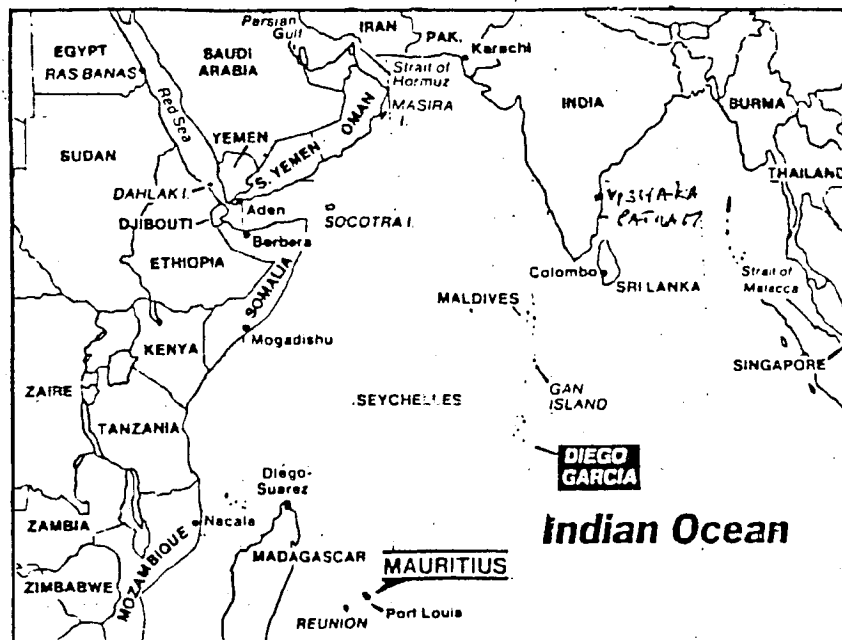 Persian
Gulf
IRAN
PAK.
Karachi
EGYPT
RAS BANAS
SAUDI
ARABIA
Strait of
Hormuz
MASIRA
I.
INDIA
BURMA
Red Sea
YEMEN
S. YEMEN
OMAN
SUDAN
THAILAND
DAHLAK I.
Aden
DJIBOUTI
SOCOTRA I.
Berbera
ETHIOPIA
Colombo
SRI LANKA
Strait of
Malacca
SOMALIA
MALDIVES
KENYA
Mogadishu
SINGAPORE
ZAIRE
SEYCHELLES
GAN
ISLAND
TANZANIA
DIEGO
GARCIA
Diego-
Suarez
ZAMBIA
Nacala
Indian Ocean
MOZAMBIQUE
MADAGASCAR
MAURITIUS
ZIMBABWE
Port Louis
REUNION